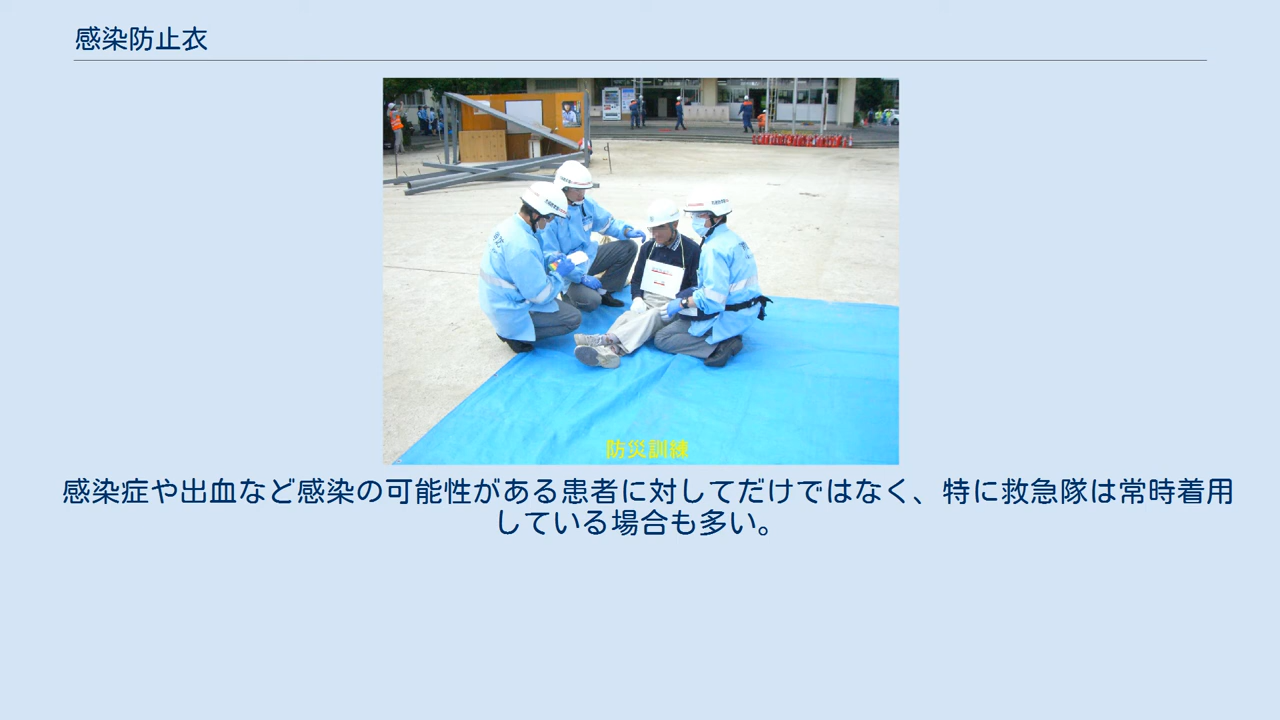 感染防止衣
防災訓練
感染症や出血など感染の可能性がある患者に対してだけではなく、特に救急隊は常時着用
している場合も多い。